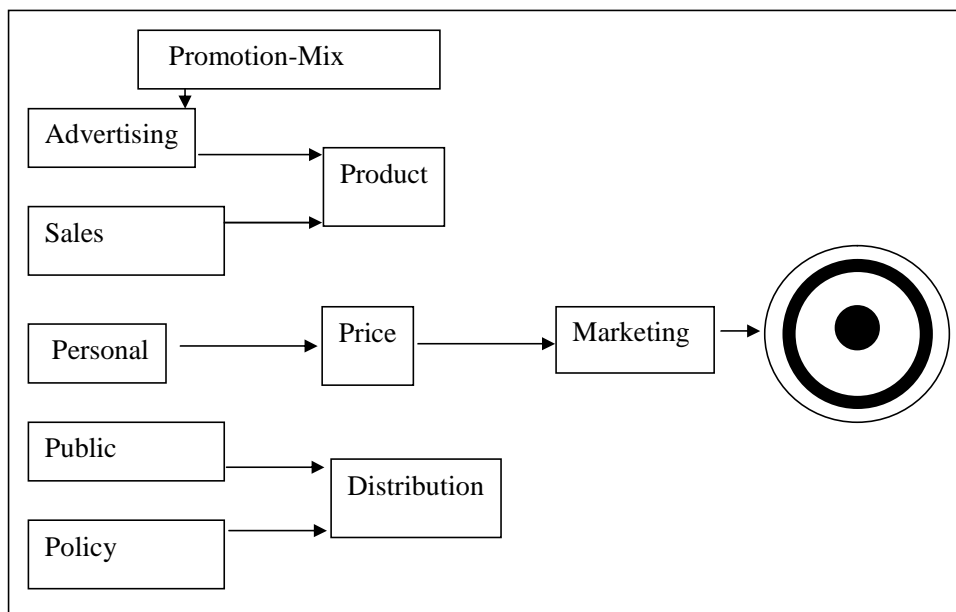 Promotion-Mix
Advertising
Product
Sales
Personal
Price
Marketing
Public
Distribution
Policy